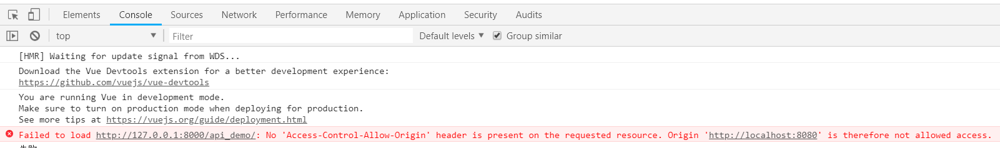 Elements Console Sources Network Performance Memory Application Security Audits
top Filter Default levels Group similar
[HMR] Waiting for update signal from WDS...
Download the Vue Devtools extension for a better development experience:
https://github.com/vuejs/vue-devtools
You are running Vue in development mode.
Make sure to turn on production mode when deploying for production.
See more tips at https://vuejs.org/guide/deployment.html
Failed to load http://127.0.0.1:8000/api_demo/: No 'Access-Control-Allow-Origin' header is present on the requested resource. Origin 'http://localhost:8080' is therefore not allowed access.